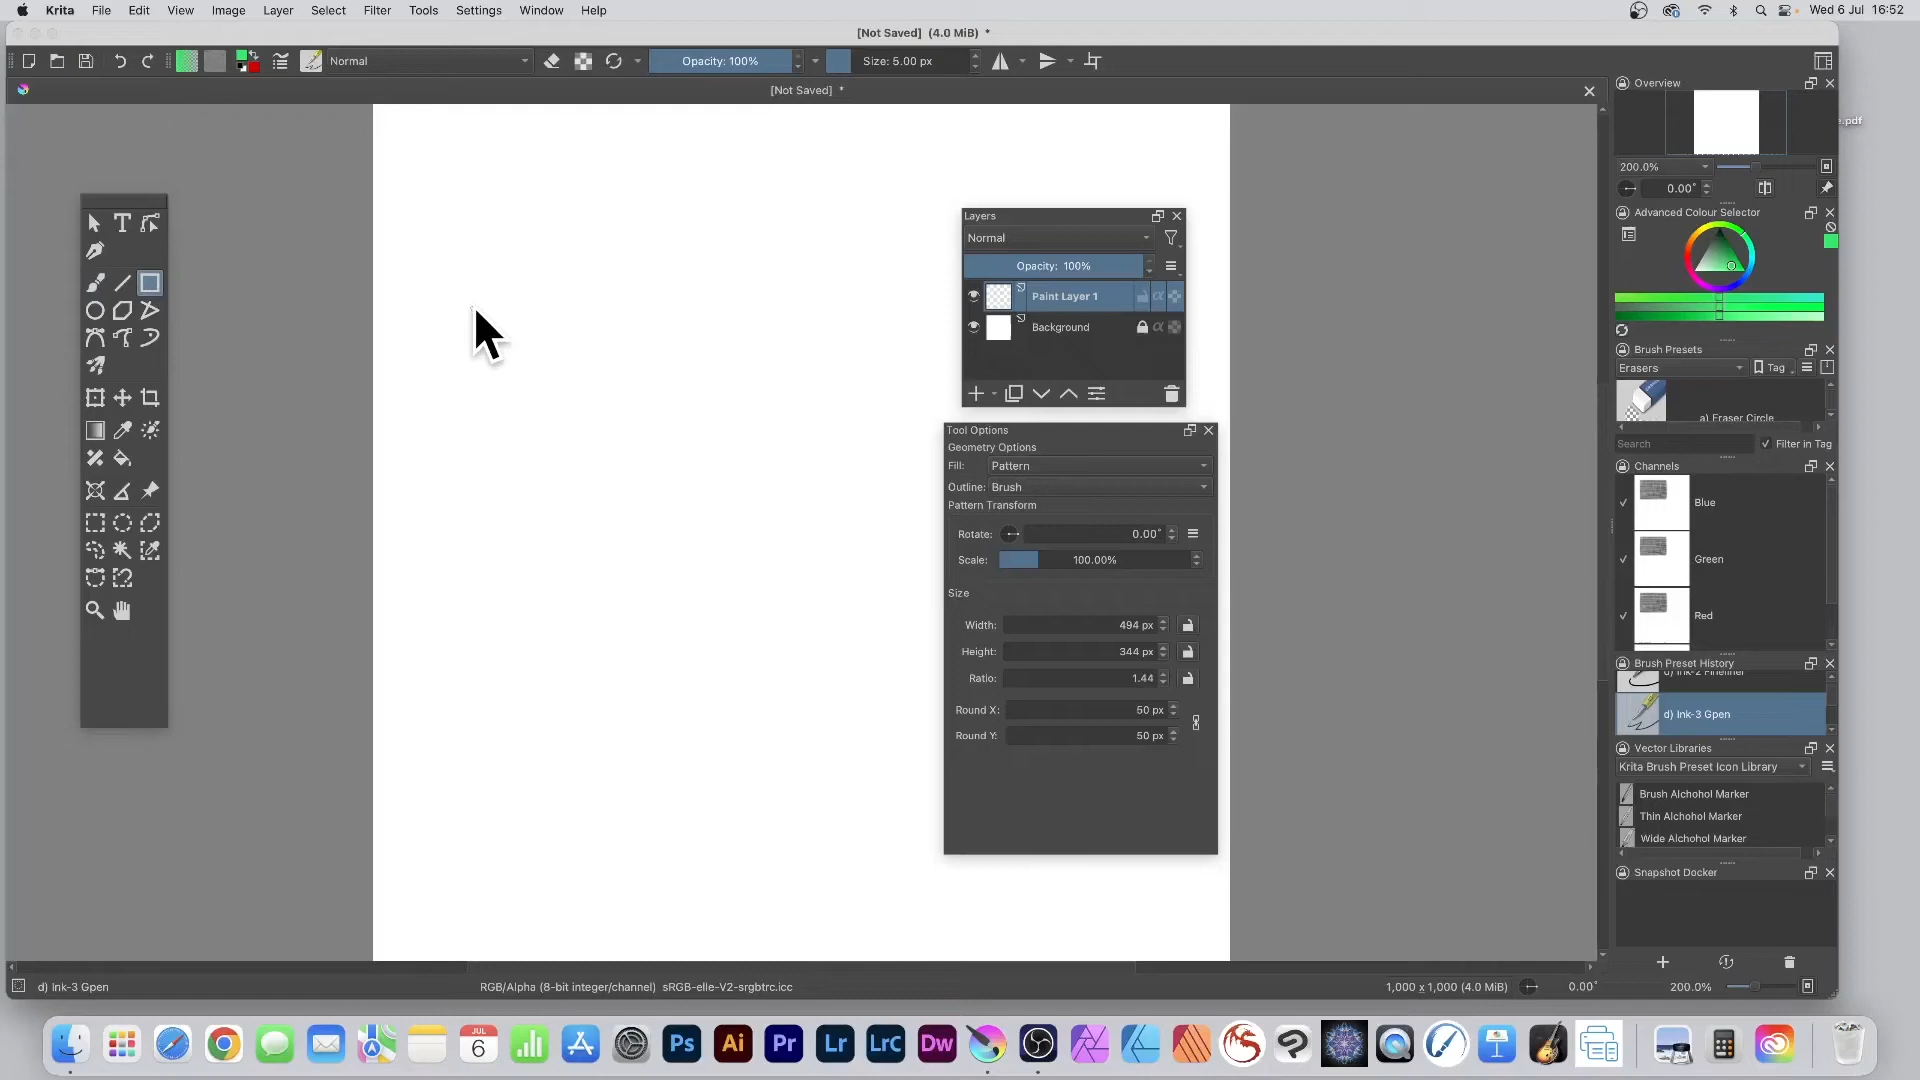 Krita File Edit View Image Layer Select Filter Tools Settings Window Help Wed 6 Jul 16:52
[Not Saved] (4.0 MiB) *
Normal Opacity: 100% Size: 5.00 px
[Not Saved] *
Overview
.pdf
200.0%
0.00°
Advanced Colour Selector
Layers
Normal
Opacity: 100%
Paint Layer 1
Background
Brush Presets
Erasers Tag
a) Eraser Circle
Search Filter in Tag
Tool Options
Geometry Options
Fill: Pattern
Outline: Brush
Pattern Transform
Rotate: 0.00°
Scale: 100.00%
Size
Width: 494 px
Height: 344 px
Ratio: 1.44
Round X: 50 px
Round Y: 50 px
Channels
Blue
Green
Red
Brush Preset History
d) Ink-2 Fineliner
d) Ink-3 Gpen
Vector Libraries
Krita Brush Preset Icon Library
Brush Alchohol Marker
Thin Alchohol Marker
Wide Alchohol Marker
Snapshot Docker
d) Ink-3 Gpen RGB/Alpha (8-bit integer/channel) sRGB-elle-V2-srgbtrc.icc 1,000 x 1,000 (4.0 MiB) 0.00° 200.0%
JUL
6 Ps Ai Pr Lr LrC Dw